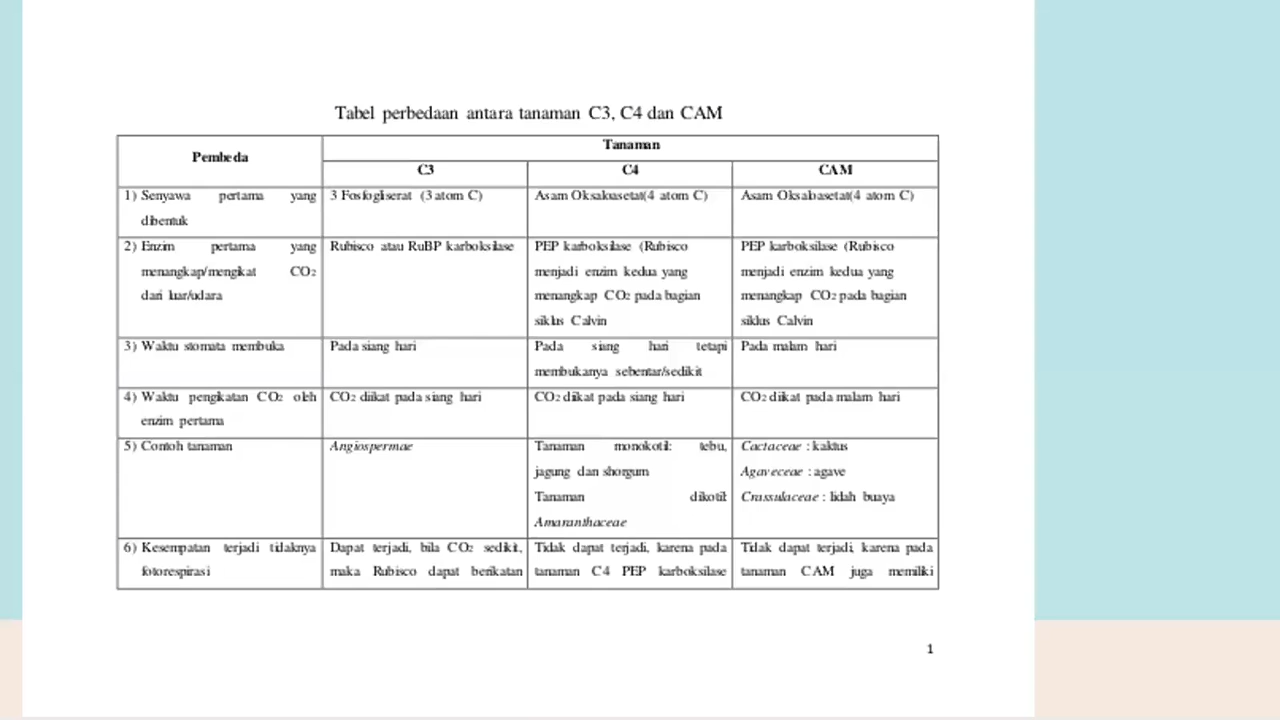 Tabel perbedaan antara tanaman C3, C4 dan CAM
Pembeda
Tanaman
C3
C4
CAM
1) Senyawa pertama yang
dibentuk
3 Fosfogliserat (3 atom C)
Asam Oksaloasetat(4 atom C)
Asam Oksaloasetat(4 atom C)
2) Enzim pertama yang
menangkap/mengikat CO₂
dari luar/udara
Rubisco atau RuBP karboksilase
PEP karboksilase (Rubisco
menjadi enzim kedua yang
menangkap CO₂ pada bagian
siklus Calvin
PEP karboksilase (Rubisco
menjadi enzim kedua yang
menangkap CO₂ pada bagian
siklus Calvin
3) Waktu stomata membuka
Pada siang hari
Pada siang hari tetapi
membukanya sebentar/sedikit
Pada malam hari
4) Waktu pengikatan CO₂ oleh
enzim pertama
CO₂ diikat pada siang hari
CO₂ diikat pada siang hari
CO₂ diikat pada malam hari
5) Contoh tanaman
Angiospermae
Tanaman monokotil: tebu,
jagung dan shorgum
Tanaman dikotil:
Amaranthaceae
Cactaceae : kaktus
Agaveceae : agave
Crassulaceae : lidah buaya
6) Kesempatan terjadi tidaknya
fotorespirasi
Dapat terjadi, bila CO₂ sedikit,
maka Rubisco dapat berikatan
Tidak dapat terjadi, karena pada
tanaman C4 PEP karboksilase
Tidak dapat terjadi, karena pada
tanaman CAM juga memiliki
1